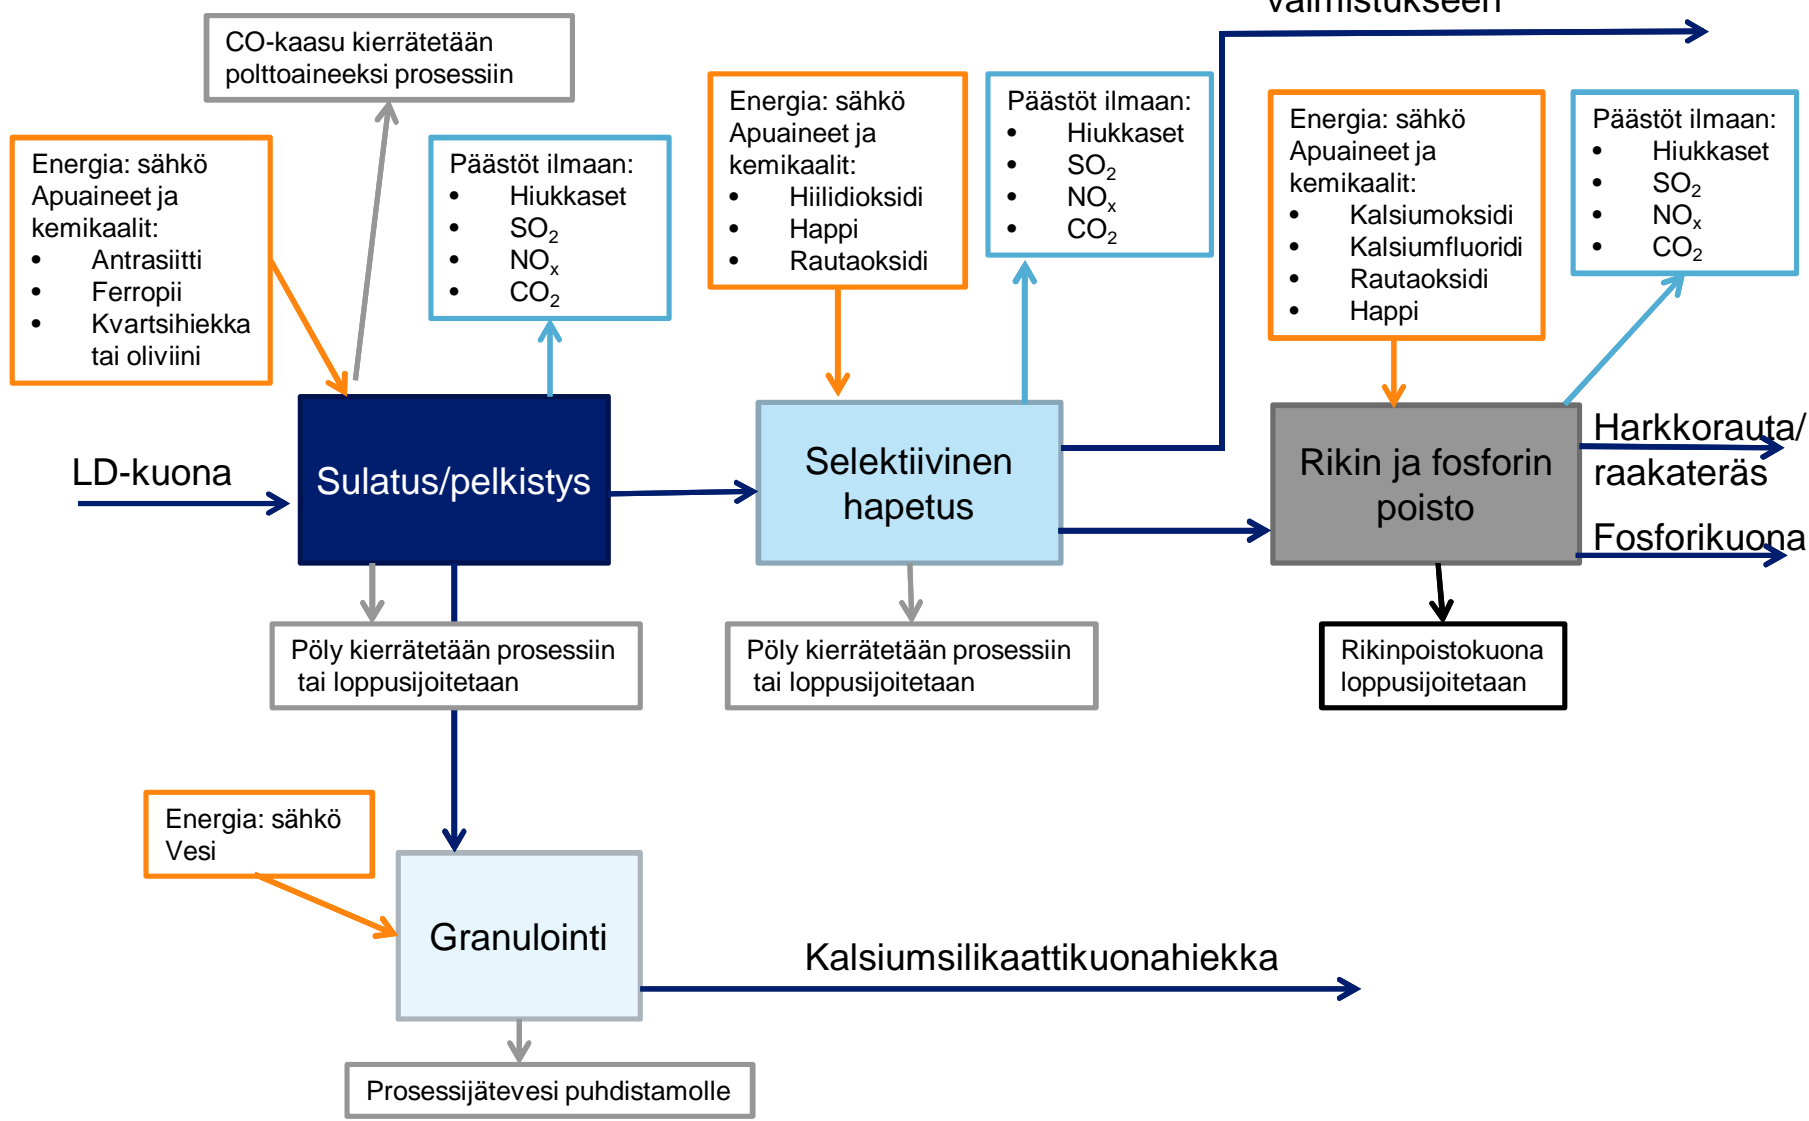 valmistukseen
CO-kaasu kierrätetään
polttoaineeksi prosessiin
Energia: sähkö
Apuaineet ja
kemikaalit:
• Antrasiitti
• Ferropii
• Kvartsihiekka
tai oliviini
Päästöt ilmaan:
• Hiukkaset
• SO₂
• NOₓ
• CO₂
Energia: sähkö
Apuaineet ja
kemikaalit:
• Hiilidioksidi
• Happi
• Rautaoksidi
Päästöt ilmaan:
• Hiukkaset
• SO₂
• NOₓ
• CO₂
Energia: sähkö
Apuaineet ja
kemikaalit:
• Kalsiumoksidi
• Kalsiumfluoridi
• Rautaoksidi
• Happi
Päästöt ilmaan:
• Hiukkaset
• SO₂
• NOₓ
• CO₂
LD-kuona
Sulatus/pelkistys
Selektiivinen
hapetus
Rikin ja fosforin
poisto
Harkkorauta/
raakateräs
Fosforikuona
Pöly kierrätetään prosessiin
tai loppusijoitetaan
Pöly kierrätetään prosessiin
tai loppusijoitetaan
Rikinpoistokuona
loppusijoitetaan
Energia: sähkö
Vesi
Granulointi
Kalsiumsilikaattikuonahiekka
Prosessijätevesi puhdistamolle